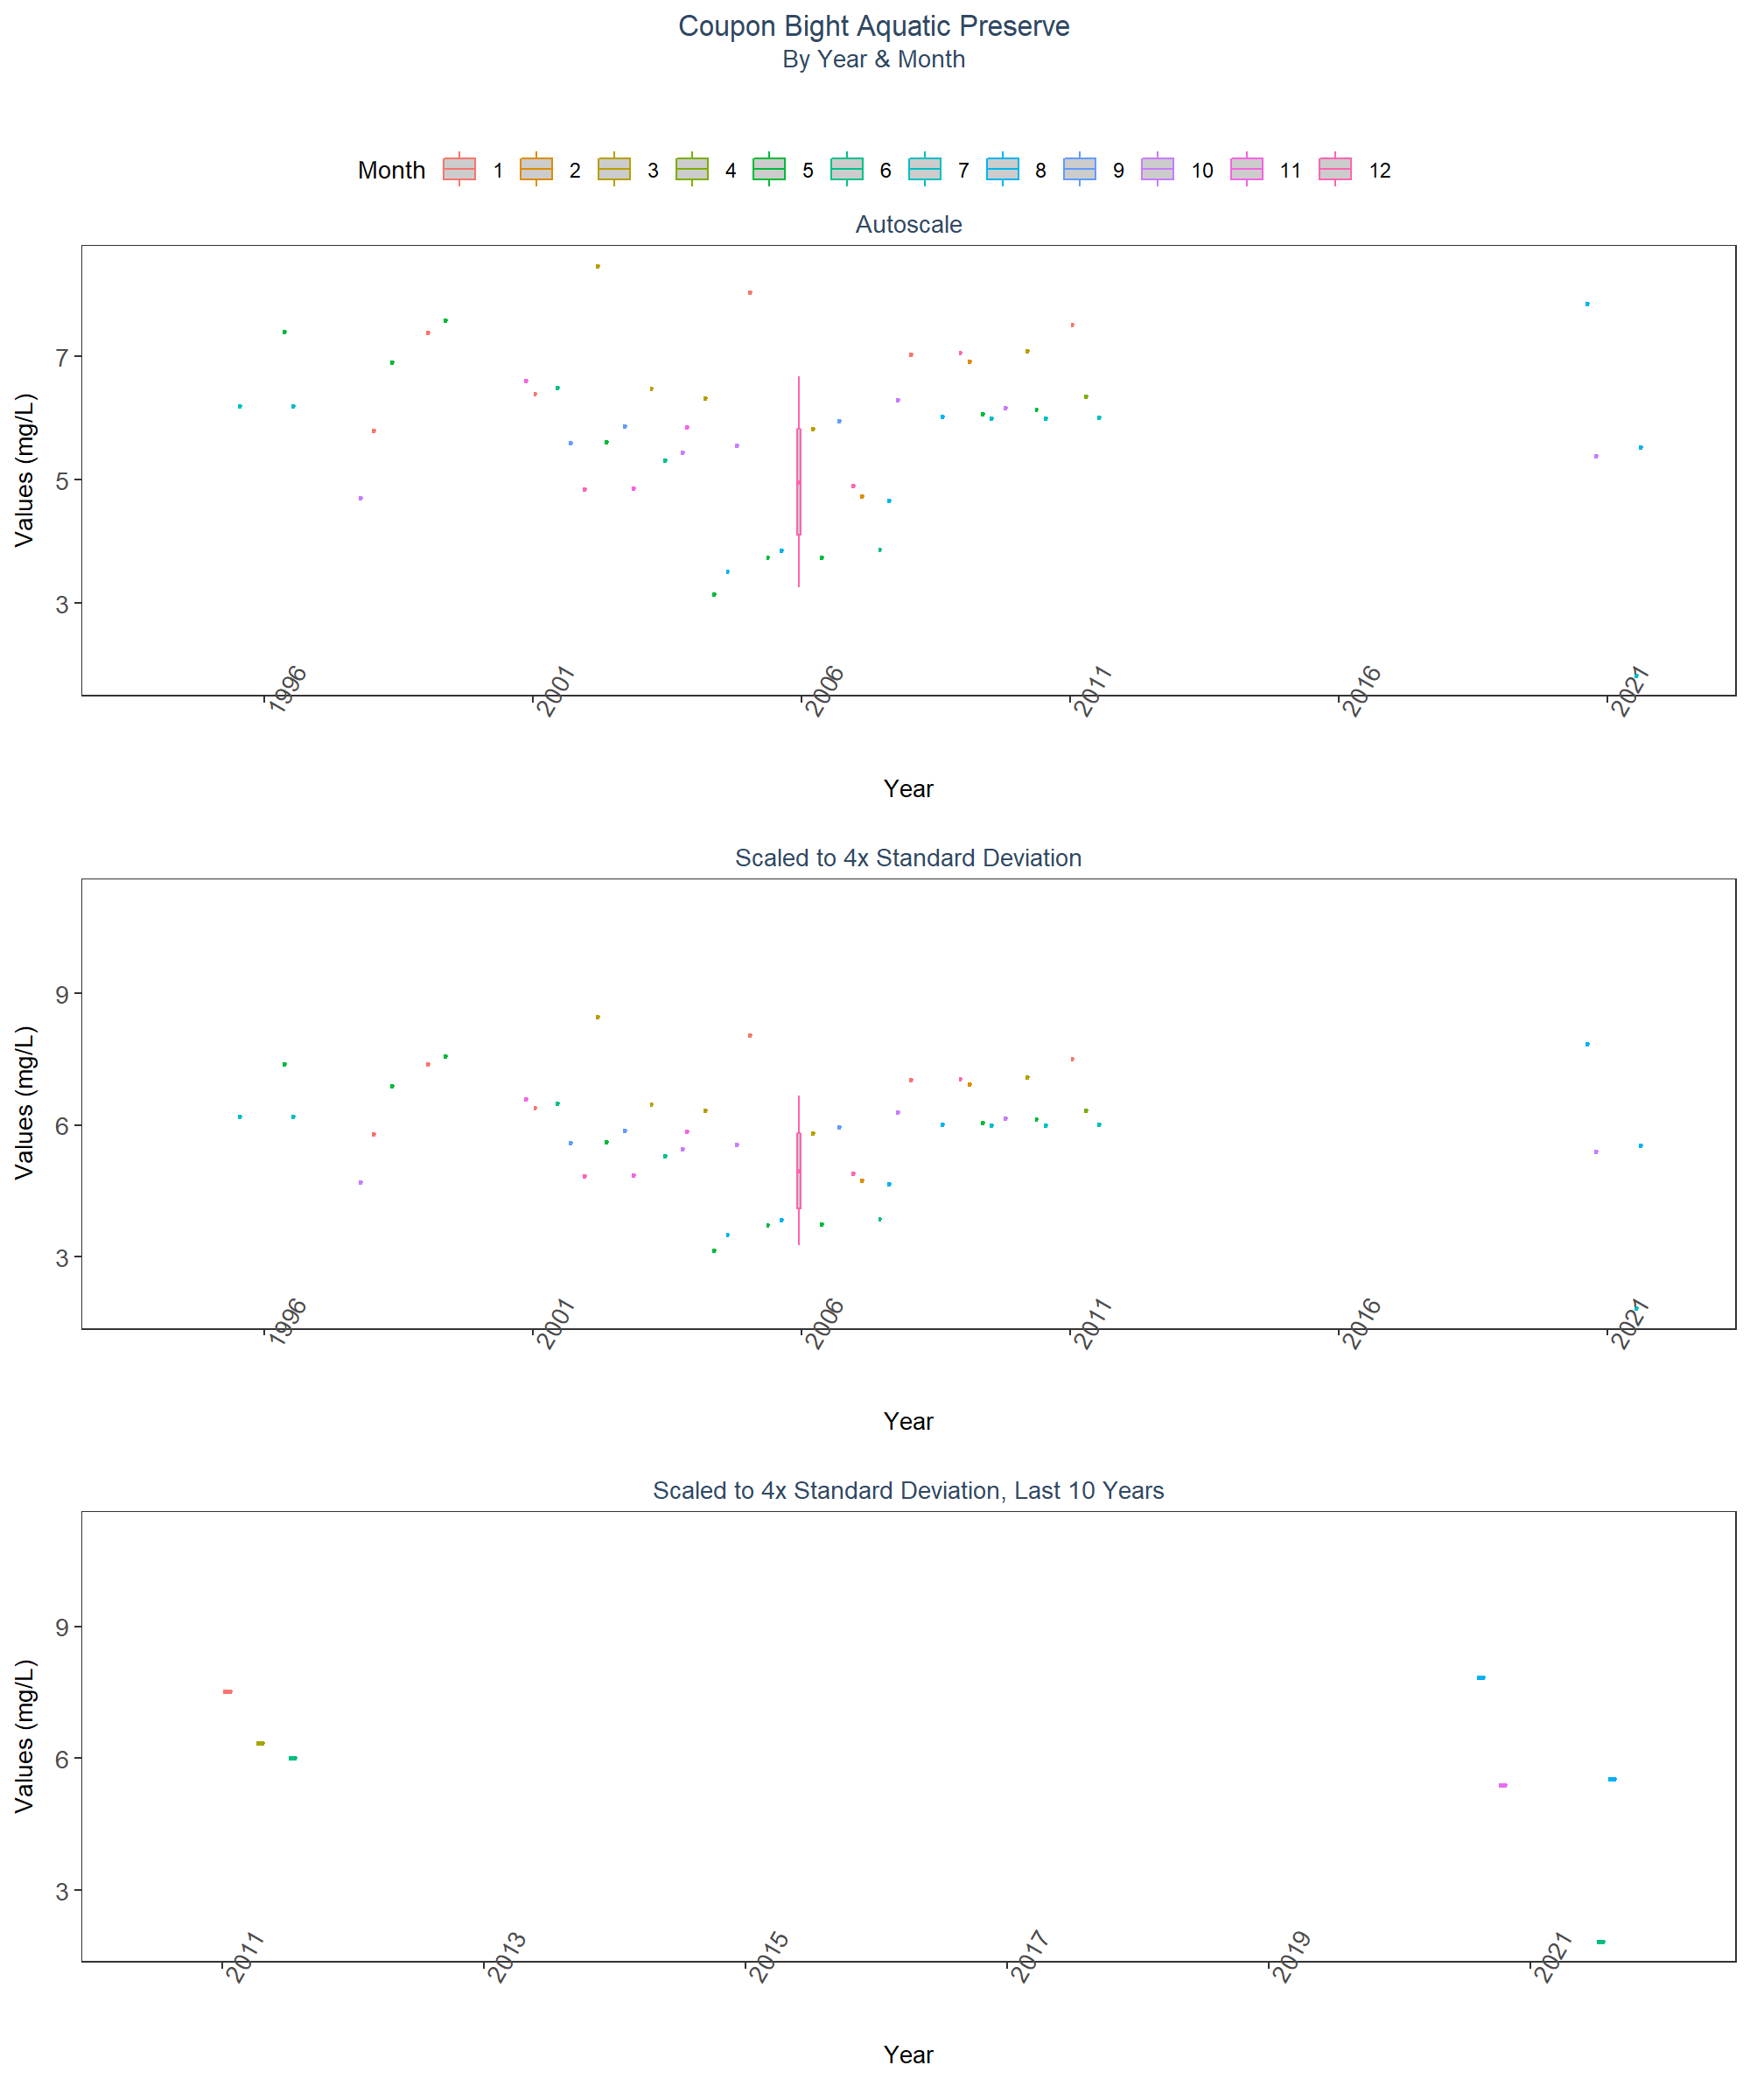 Coupon Bight Aquatic Preserve
By Year & Month
Month 1 2 3 4 5 6 7 8 9 10 11 12
Autoscale
Values (mg/L)
7
5
3
1996 2001 2006 2011 2016 2021
Year
Scaled to 4x Standard Deviation
Values (mg/L)
9
6
3
1996 2001 2006 2011 2016 2021
Year
Scaled to 4x Standard Deviation, Last 10 Years
Values (mg/L)
9
6
3
2011 2013 2015 2017 2019 2021
Year